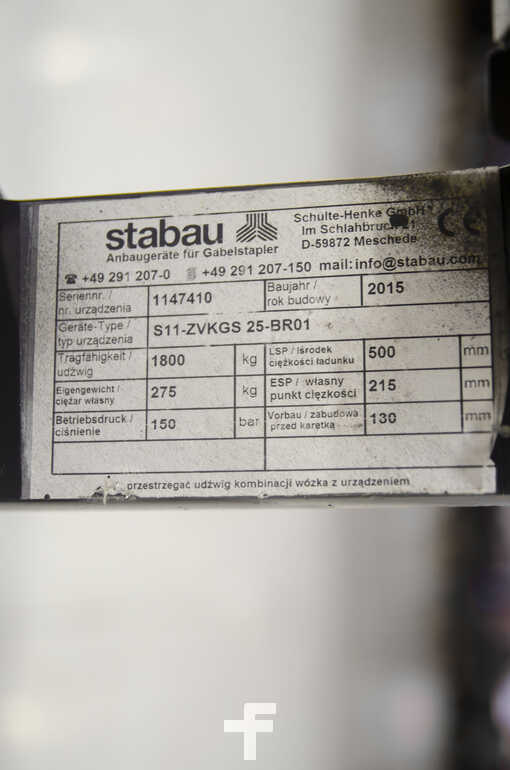 stabau
Anbaugeräte für Gabelstapler
Schulte-Henke GmbH
Im Schlahbruch 21
D-59872 Meschede
CE
+49 291 207-0 +49 291 207-150 mail: info@stabau.com
Seriennr. / nr. urządzenia 1147410 Baujahr / rok budowy 2015
Geräte-Type / typ urządzenia S11-ZVKGS 25-BR01
Tragfähigkeit / udźwig 1800 kg LSP / lśrodek ciężkości ładunku 500 mm
Eigengewicht / ciężar własny 275 kg ESP / własny punkt ciężkości 215 mm
Betriebsdruck / ciśnienie 150 bar Vorbau / zabudowa przed karetką 130 mm
przestrzegać udźwig kombinacji wózka z urządzeniem